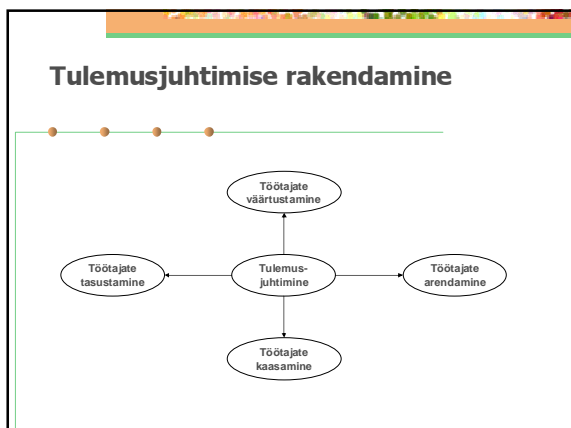 Tulemusjuhtimise rakendamine
Töötajate
väärtustamine
Töötajate
tasustamine
Tulemus-
juhtimine
Töötajate
arendamine
Töötajate
kaasamine